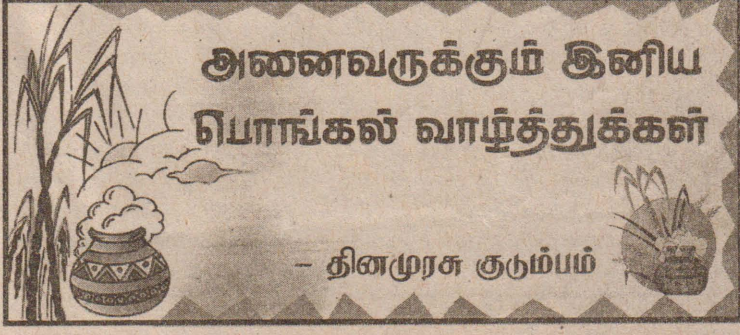 அனைவருக்கும் இனிய
பொங்கல் வாழ்த்துக்கள்
- தினமுரசு குடும்பம்